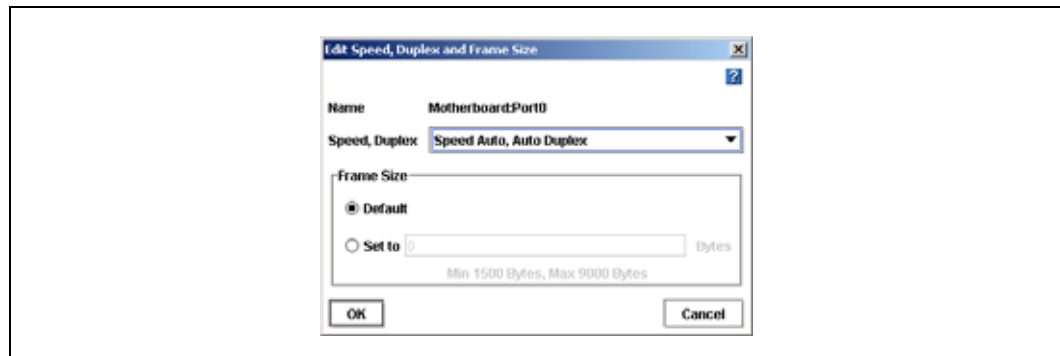 Edit Speed, Duplex and Frame Size
?
Name Motherboard:Port0
Speed, Duplex Speed Auto, Auto Duplex
Frame Size
Default
Set to 0 Bytes
Min 1500 Bytes, Max 9000 Bytes
OK Cancel